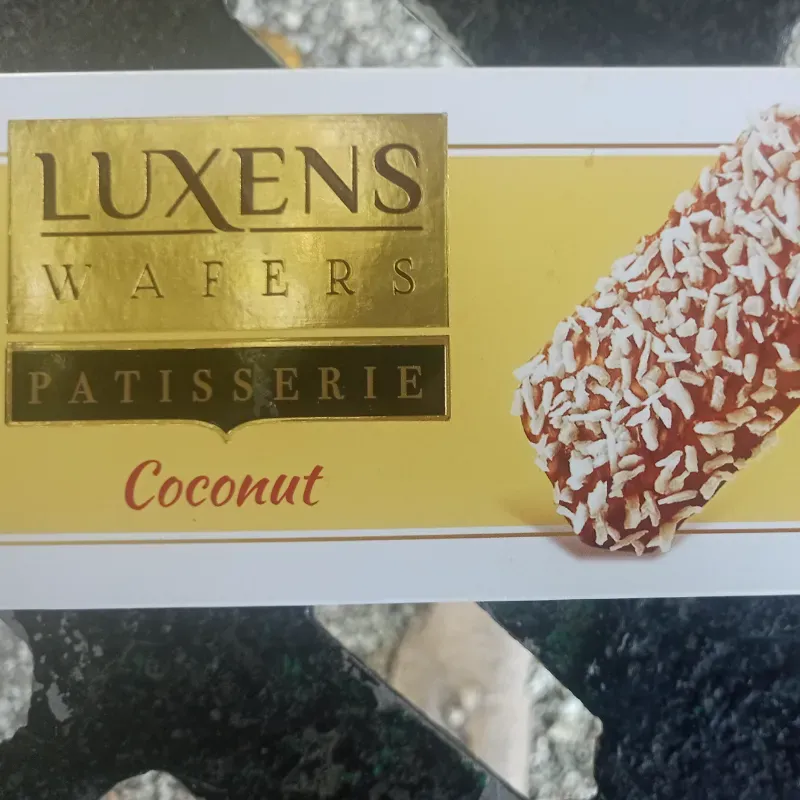 LUXENS
WAFERS
PATISSERIE
Coconut